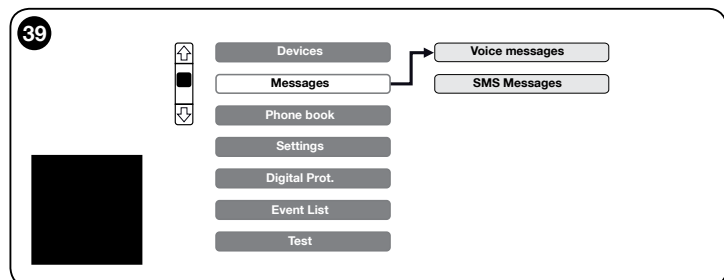 39
Devices
Voice messages
Messages
SMS Messages
Phone book
Settings
Digital Prot.
Event List
Test